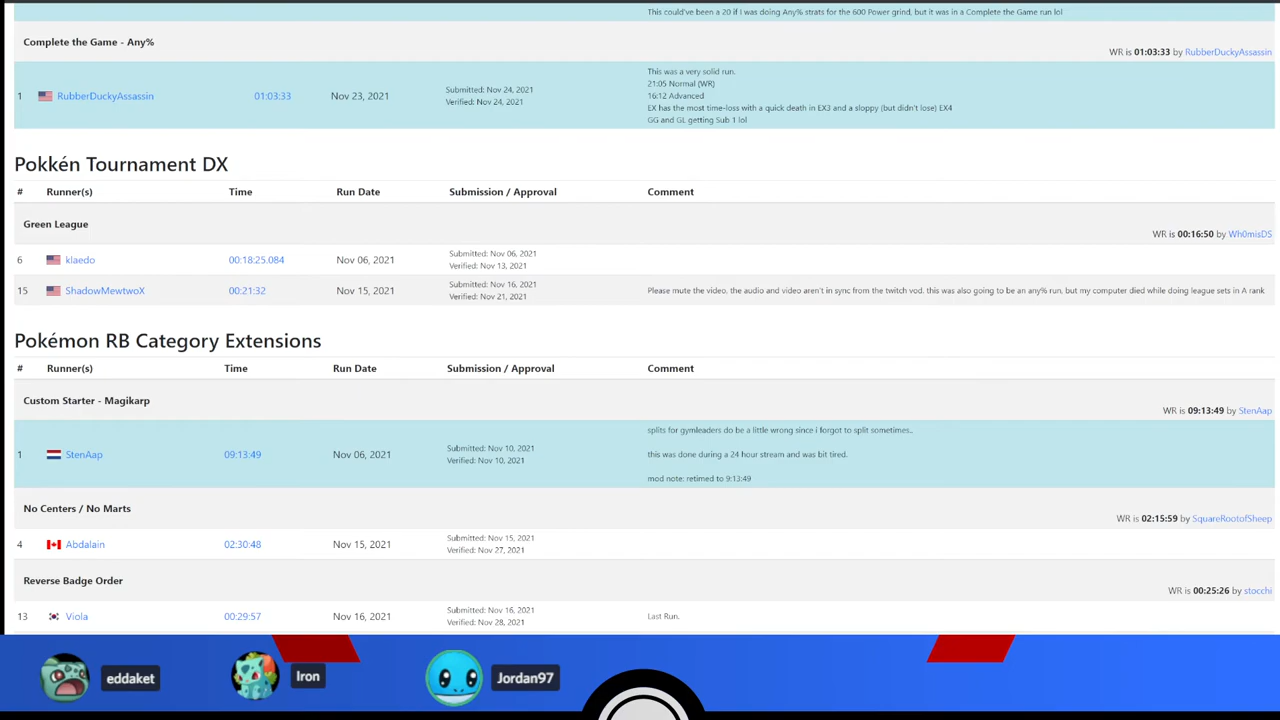 This could've been a 20 if I was doing Any% strats for the 600 Power grind, but it was in a Complete the Game run lol
Complete the Game - Any%
WR is 01:03:33 by RubberDuckyAssassin
This was a very solid run.
21:05 Normal (WR)
1 RubberDuckyAssassin 01:03:33 Nov 23, 2021 Submitted: Nov 24, 2021
Verified: Nov 24, 2021
16:12 Advanced
EX has the most time-loss with a quick death in EX3 and a sloppy (but didn't lose) EX4
GG and GL getting Sub 1 lol
Pokkén Tournament DX
# Runner(s) Time Run Date Submission / Approval Comment
Green League
WR is 00:16:50 by Wh0misDS
6 klaedo 00:18:25.084 Nov 06, 2021 Submitted: Nov 06, 2021
Verified: Nov 13, 2021
15 ShadowMewtwoX 00:21:32 Nov 15, 2021 Submitted: Nov 16, 2021
Verified: Nov 21, 2021
Please mute the video, the audio and video aren't in sync from the twitch vod. this was also going to be an any% run, but my computer died while doing league sets in A rank
Pokémon RB Category Extensions
# Runner(s) Time Run Date Submission / Approval Comment
Custom Starter - Magikarp
WR is 09:13:49 by StenAap
splits for gymleaders do be a little wrong since i forgot to split sometimes..
1 StenAap 09:13:49 Nov 06, 2021 Submitted: Nov 10, 2021
Verified: Nov 10, 2021
this was done during a 24 hour stream and was bit tired.
mod note: retimed to 9:13:49
No Centers / No Marts
WR is 02:15:59 by SquareRootofSheep
4 Abdalain 02:30:48 Nov 15, 2021 Submitted: Nov 15, 2021
Verified: Nov 27, 2021
Reverse Badge Order
WR is 00:25:26 by stocchi
13 Viola 00:29:57 Nov 16, 2021 Submitted: Nov 16, 2021
Verified: Nov 28, 2021
Last Run.
eddaket
Iron
Jordan97